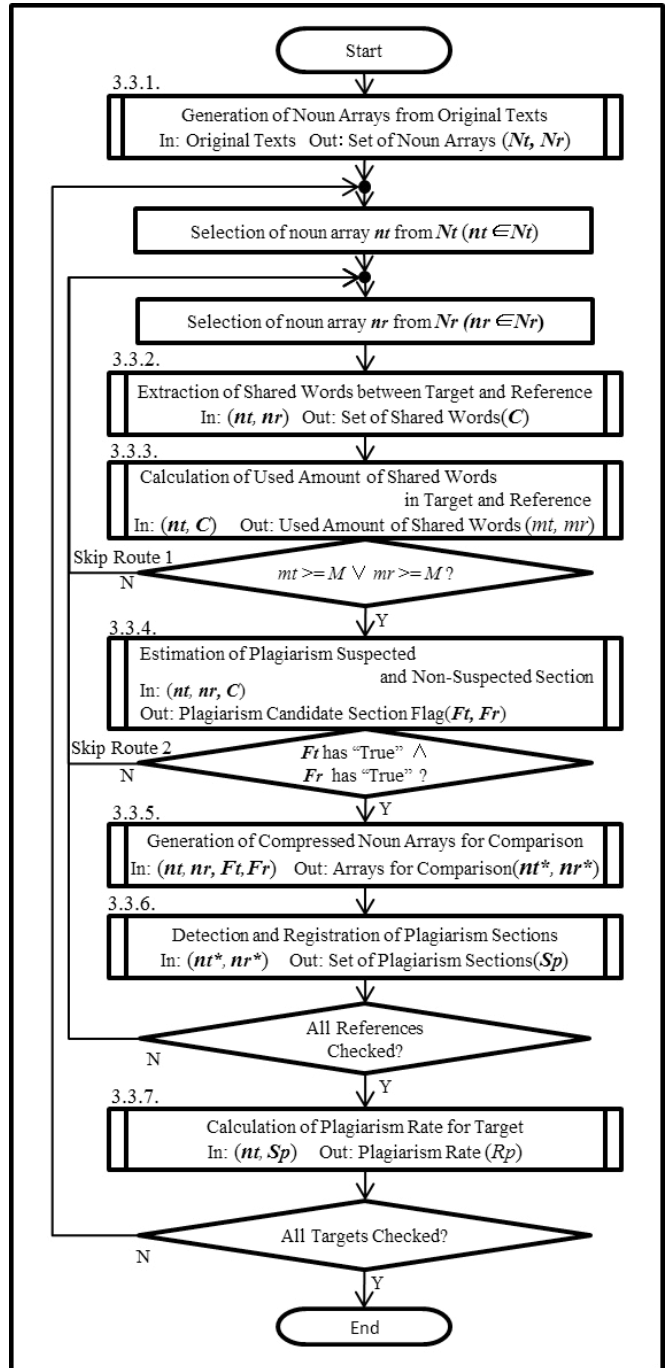 Start
3.3.1.
Generation of Noun Arrays from Original Texts
In: Original Texts Out: Set of Noun Arrays (Nt, Nr)
Selection of noun array nt from Nt (nt ∈Nt)
Selection of noun array nr from Nr (nr ∈Nr)
3.3.2.
Extraction of Shared Words between Target and Reference
In: (nt, nr) Out: Set of Shared Words(C)
3.3.3.
Calculation of Used Amount of Shared Words
in Target and Reference
In: (nt, C) Out: Used Amount of Shared Words (mt, mr)
Skip Route 1
N
mt >= M ∨ mr >= M ?
Y
3.3.4.
Estimation of Plagiarism Suspected
and Non-Suspected Section
In: (nt, nr, C)
Out: Plagiarism Candidate Section Flag(Ft, Fr)
Skip Route 2
N
Ft has “True” ∧
Fr has “True” ?
Y
3.3.5.
Generation of Compressed Noun Arrays for Comparison
In: (nt, nr, Ft,Fr) Out: Arrays for Comparison(nt*, nr*)
3.3.6.
Detection and Registration of Plagiarism Sections
In: (nt*, nr*) Out: Set of Plagiarism Sections(Sp)
All References
Checked?
N
Y
3.3.7.
Calculation of Plagiarism Rate for Target
In: (nt, Sp) Out: Plagiarism Rate (Rp)
All Targets Checked?
N
Y
End